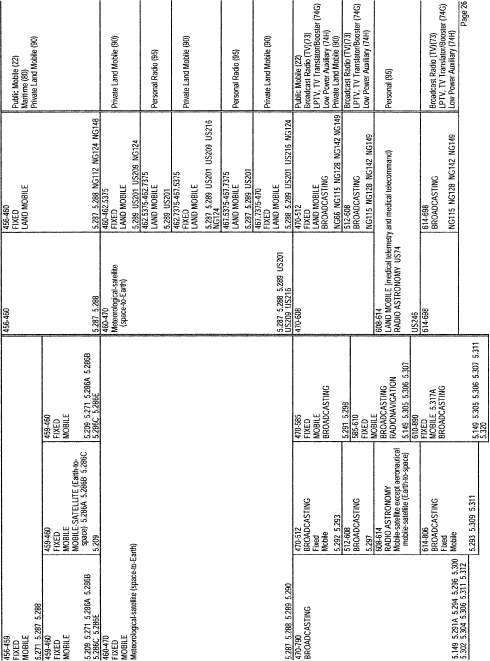 456-459
FIXED
MOBILE
5.271 5.287 5.288
459-460
FIXED
MOBILE
5.209 5.271 5.286A 5.286B
5.286C 5.286E
459-460
FIXED
MOBILE
MOBILE-SATELLITE (Earth-to-
space) 5.286A 5.286B 5.286C
5.209
459-460
FIXED
MOBILE
5.209 5.271 5.286A 5.286B
5.286C 5.286E
460-470
FIXED
MOBILE
Meteorological-satellite (space-to-Earth)
5.287 5.288 5.289 5.290
470-790
BROADCASTING
5.149 5.291A 5.294 5.296 5.300
5.302 5.304 5.306 5.311 5.312
470-512
BROADCASTING
Fixed
Mobile
5.292 5.293
512-608
BROADCASTING
5.297
608-614
RADIO ASTRONOMY
Mobile-satellite except aeronautical
mobile-satellite (Earth-to-space)
614-806
BROADCASTING
Fixed
Mobile
5.293 5.309 5.311
470-585
FIXED
MOBILE
BROADCASTING
5.291 5.298
585-610
FIXED
MOBILE
BROADCASTING
RADIONAVIGATION
5.149 5.305 5.306 5.307
610-890
FIXED
MOBILE 5.317A
BROADCASTING
5.149 5.305 5.306 5.307 5.311
5.320
456-460
5.287 5.288
460-470
Meteorological-satellite
(space-to-Earth)
5.287 5.288 5.289 US201
US209 US216
470-608
608-614
LAND MOBILE (medical telemetry and medical telecommand)
RADIO ASTRONOMY US74
US246
614-698
456-460
FIXED
LAND MOBILE
5.287 5.288 NG112 NG124 NG148
460-462.5375
FIXED
LAND MOBILE
5.289 US201 US209 NG124
462.5375-462.7375
LAND MOBILE
5.289 US201
462.7375-467.5375
FIXED
LAND MOBILE
5.287 5.289 US201 US209 US216
NG124
467.5375-467.7375
LAND MOBILE
5.287 5.289 US201
467.7375-470
FIXED
LAND MOBILE
5.288 5.289 US201 US216 NG124
470-512
FIXED
LAND MOBILE
BROADCASTING
NG66 NG115 NG128 NG142 NG149
512-608
BROADCASTING
NG115 NG128 NG142 NG149
614-698
BROADCASTING
NG115 NG128 NG142 NG149
Public Mobile (22)
Maritime (80)
Private Land Mobile (90)
Private Land Mobile (90)
Personal Radio (95)
Private Land Mobile (90)
Personal Radio (95)
Private Land Mobile (90)
Public Mobile (22)
Broadcast Radio (TV)(73)
LPTV, TV Translator/Booster (74G)
Low Power Auxiliary (74H)
Private Land Mobile (90)
Broadcast Radio (TV)(73)
LPTV, TV Translator/Booster (74G)
Low Power Auxiliary (74H)
Personal (95)
Broadcast Radio (TV)(73)
LPTV, TV Translator/Booster (74G)
Low Power Auxiliary (74H)
Page 26